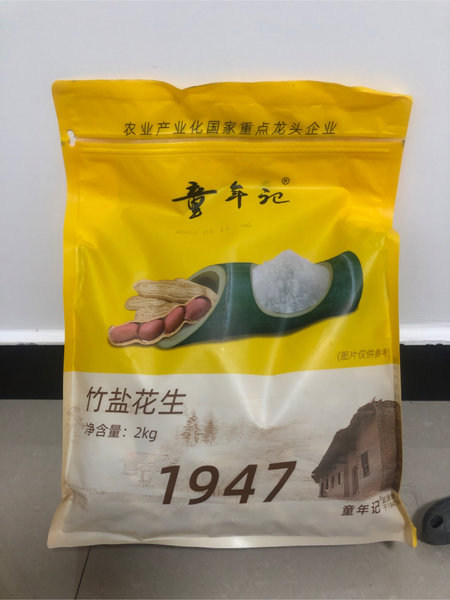 农业产业化国家重点龙头企业
童年记®
(图片仅供参考)
竹盐花生
净含量：2kg
1947
童年记®